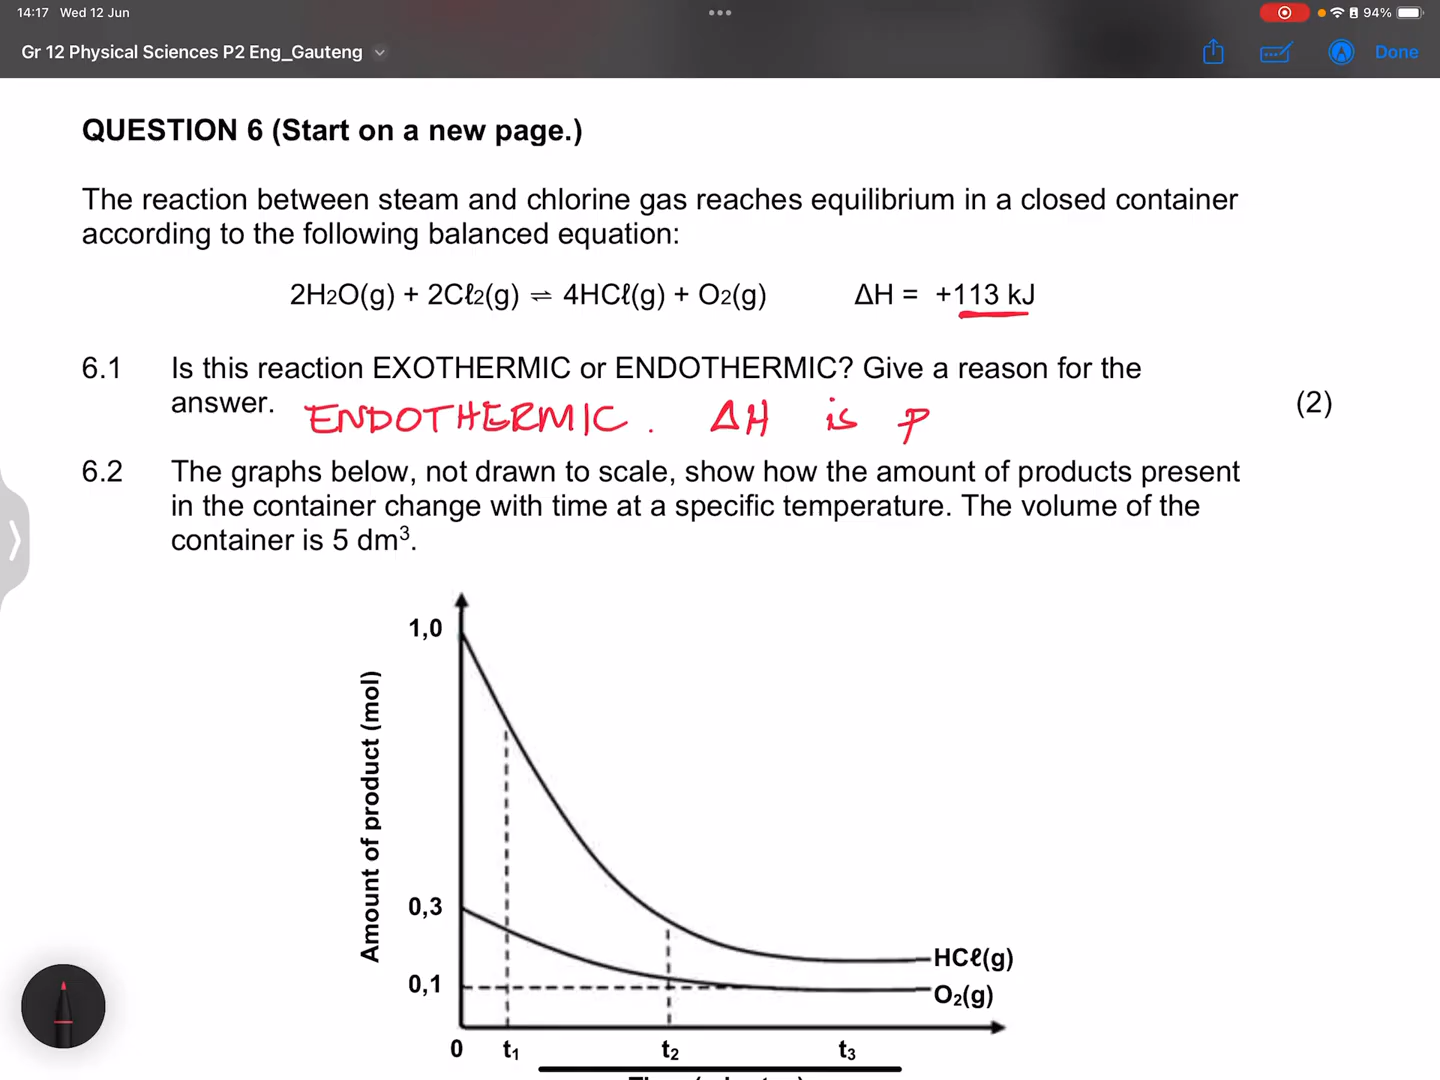 14:17 Wed 12 Jun
94%
Gr 12 Physical Sciences P2 Eng_Gauteng
Done
QUESTION 6 (Start on a new page.)
The reaction between steam and chlorine gas reaches equilibrium in a closed container
according to the following balanced equation:
2H2O(g) + 2Cℓ2(g) ⇌ 4HCℓ(g) + O2(g) ΔH = +113 kJ
6.1 Is this reaction EXOTHERMIC or ENDOTHERMIC? Give a reason for the
answer. (2)
ENDOTHERMIC. ΔH is p
6.2 The graphs below, not drawn to scale, show how the amount of products present
in the container change with time at a specific temperature. The volume of the
container is 5 dm³.
1,0
Amount of product (mol)
0,3
HCℓ(g)
0,1
O2(g)
0 t1 t2 t3